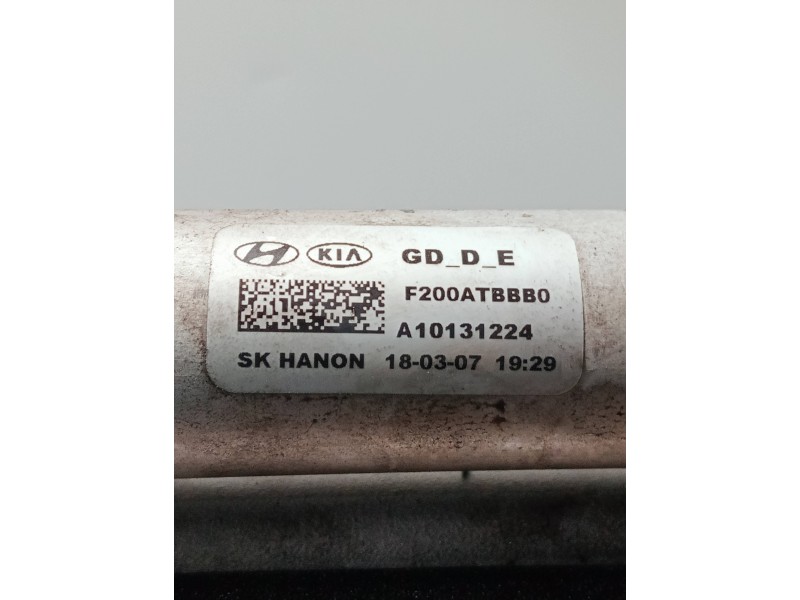 KIA GD_D_E
F200ATBBB0
A10131224
SK HANON 18-03-07 19:29